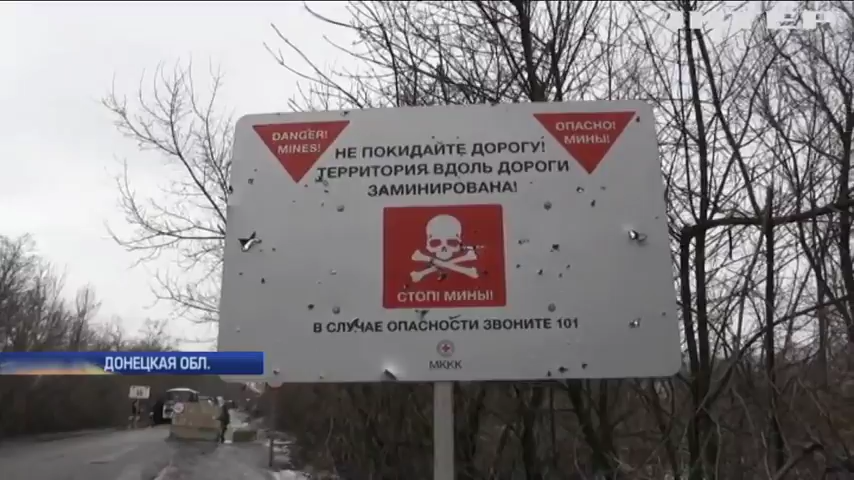 ИНТЕР
DANGER!
MINES!
ОПАСНО!
МИНЫ!
НЕ ПОКИДАЙТЕ ДОРОГУ!
ТЕРРИТОРИЯ ВДОЛЬ ДОРОГИ
ЗАМИНИРОВАНА!
СТОП! МИНЫ!
В СЛУЧАЕ ОПАСНОСТИ ЗВОНИТЕ 101
МККК
ДОНЕЦКАЯ ОБЛ.